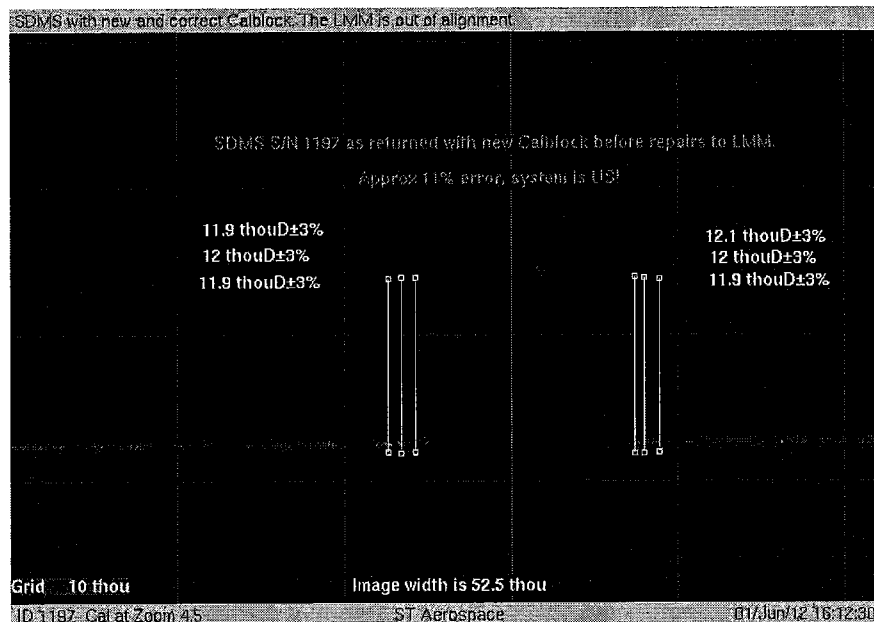 SDMS with new and correct Calblock. The LMM is out of alignment.
SDMS S/N 1197 as returned with new Calblock before repairs to LMM.
Approx 11% error, system is US!
11.9 thouD±3%
12 thouD±3%
11.9 thouD±3%
12.1 thouD±3%
12 thouD±3%
11.9 thouD±3%
Grid 10 thou
Image width is 52.5 thou
ID 1197 Cal at Zoom 4.5
ST Aerospace
01/Jun/12 16:12:30